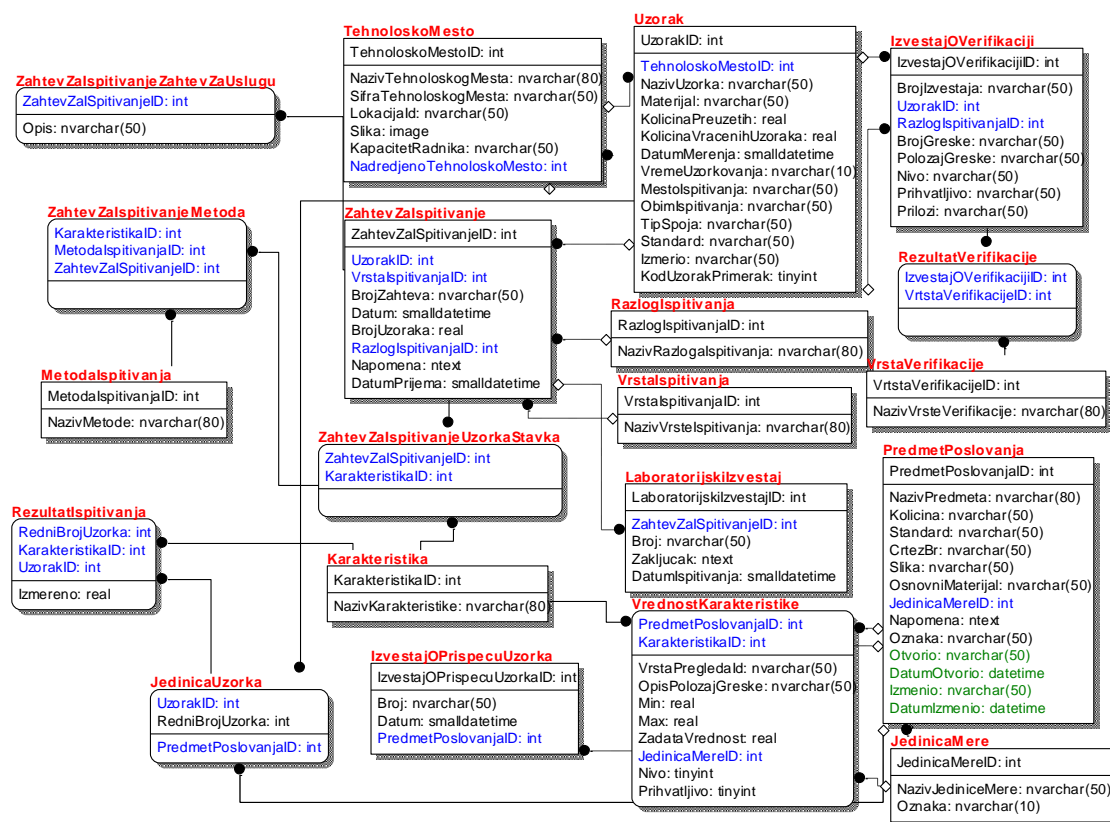 ZahtevZaIspitivanjeZahtevZaUslugu
ZahtevZaISpitivanjeID: int
Opis: nvarchar(50)
TehnoloskoMesto
TehnoloskoMestoID: int
NazivTehnoloskogMesta: nvarchar(80)
SifraTehnoloskogMesta: nvarchar(50)
LokacijaId: nvarchar(50)
Slika: image
KapacitetRadnika: nvarchar(50)
NadredjenoTehnoloskoMesto: int
Uzorak
UzorakID: int
TehnoloskoMestoID: int
NazivUzorka: nvarchar(50)
Materijal: nvarchar(50)
KolicinaPreuzetih: real
KolicinaVracenihUzoraka: real
DatumMerenja: smalldatetime
VremeUzorkovanja: nvarchar(10)
MestoIspitivanja: nvarchar(50)
ObimIspitivanja: nvarchar(50)
TipSpoja: nvarchar(50)
Standard: nvarchar(50)
Izmerio: nvarchar(50)
KodUzorakPrimerak: tinyint
IzvestajOVerifikaciji
IzvestajOVerifikacijiID: int
BrojIzvestaja: nvarchar(50)
UzorakID: int
RazlogIspitivanjaID: int
BrojGreske: nvarchar(50)
PolozajGreske: nvarchar(50)
Nivo: nvarchar(50)
Prihvatljivo: nvarchar(50)
Prilozi: nvarchar(50)
ZahtevZaIspitivanjeMetoda
KarakteristikaID: int
MetodaIspitivanjaID: int
ZahtevZaISpitivanjeID: int
ZahtevZaIspitivanje
ZahtevZaISpitivanjeID: int
UzorakID: int
VrstaIspitivanjaID: int
BrojZahteva: nvarchar(50)
Datum: smalldatetime
BrojUzoraka: real
RazlogIspitivanjaID: int
Napomena: ntext
DatumPrijema: smalldatetime
RezultatVerifikacije
IzvestajOVerifikacijiID: int
VrtstaVerifikacijeID: int
RazlogIspitivanja
RazlogIspitivanjaID: int
NazivRazlogaIspitivanja: nvarchar(80)
MetodaIspitivanja
MetodaIspitivanjaID: int
NazivMetode: nvarchar(80)
VrstaIspitivanja
VrstaIspitivanjaID: int
NazivVrsteIspitivanja: nvarchar(80)
VrstaVerifikacije
VrtstaVerifikacijeID: int
NazivVrsteVerifikacije: nvarchar(80)
ZahtevZaIspitivanjeUzorkaStavka
ZahtevZaISpitivanjeID: int
KarakteristikaID: int
LaboratorijskiIzvestaj
LaboratorijskiIzvestajID: int
ZahtevZaISpitivanjeID: int
Broj: nvarchar(50)
Zakljucak: ntext
DatumIspitivanja: smalldatetime
PredmetPoslovanja
PredmetPoslovanjaID: int
NazivPredmeta: nvarchar(80)
Kolicina: nvarchar(50)
Standard: nvarchar(50)
CrtezBr: nvarchar(50)
Slika: nvarchar(50)
OsnovniMaterijal: nvarchar(50)
JedinicaMereID: int
Napomena: ntext
Oznaka: nvarchar(50)
Otvorio: nvarchar(50)
DatumOtvorio: datetime
Izmenio: nvarchar(50)
DatumIzmenio: datetime
RezultatIspitivanja
RedniBrojUzorka: int
KarakteristikaID: int
UzorakID: int
Izmereno: real
Karakteristika
KarakteristikaID: int
NazivKarakteristike: nvarchar(80)
VrednostKarakteristike
PredmetPoslovanjaID: int
KarakteristikaID: int
VrstaPregledaId: nvarchar(50)
OpisPolozajGreske: nvarchar(50)
Min: real
Max: real
ZadataVrednost: real
JedinicaMereID: int
Nivo: tinyint
Prihvatljivo: tinyint
IzvestajOPrispecuUzorka
IzvestajOPrispecuUzorkaID: int
Broj: nvarchar(50)
Datum: smalldatetime
PredmetPoslovanjaID: int
JedinicaUzorka
UzorakID: int
RedniBrojUzorka: int
PredmetPoslovanjaID: int
JedinicaMere
JedinicaMereID: int
NazivJediniceMere: nvarchar(50)
Oznaka: nvarchar(10)